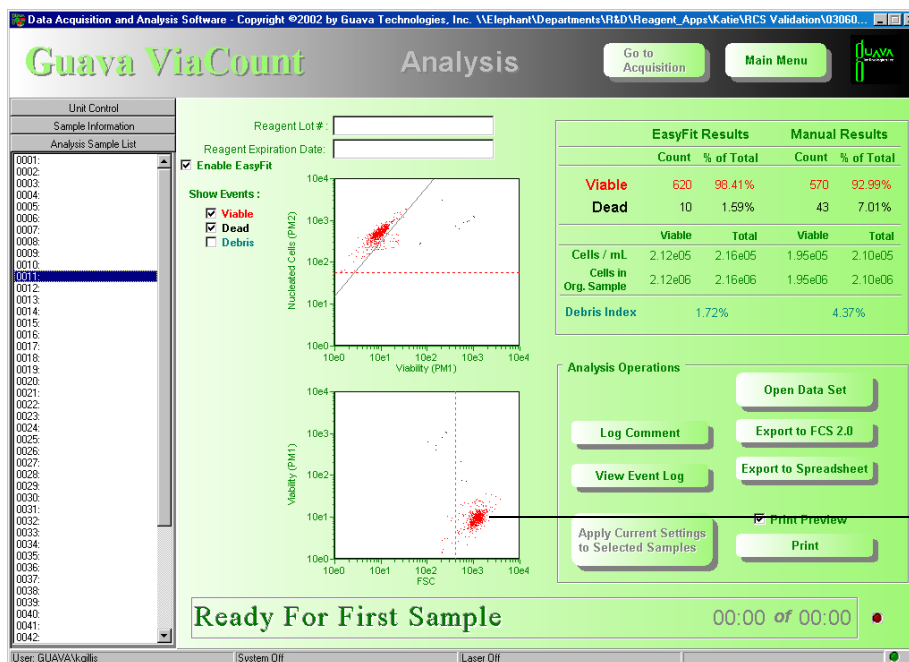 Data Acquisition and Analysis Software - Copyright ©2002 by Guava Technologies, Inc. \\Elephant\Departments\R&D\Reagent_Apps\Katie\RCS Validation\03060...
Guava ViaCount
Analysis
Go to
Acquisition
Main Menu
GUAVA
Unit Control
Sample Information
Analysis Sample List
0001:
0002:
0003:
0004:
0005:
0006:
0007:
0008:
0009:
0010:
0011:
0012:
0013:
0014:
0015:
0016:
0017:
0018:
0019:
0020:
0021:
0022:
0023:
0024:
0025:
0026:
0027:
0028:
0029:
0030:
0031:
0032:
0033:
0034:
0035:
0036:
0037:
0038:
0039:
0040:
0041:
0042:
Reagent Lot # :
Reagent Expiration Date:
Enable EasyFit
Show Events :
Viable
Dead
Debris
Nucleated Cells (PM2)
10e4
10e3
10e2
10e1
10e0
10e0 10e1 10e2 10e3 10e4
Viability (PM1)
Viability (PM1)
10e4
10e3
10e2
10e1
10e0
10e0 10e1 10e2 10e3 10e4
FSC
EasyFit Results Manual Results
Count % of Total Count % of Total
Viable 620 98.41% 570 92.99%
Dead 10 1.59% 43 7.01%
Viable Total Viable Total
Cells / mL 2.12e05 2.16e05 1.95e05 2.10e05
Cells in
Org. Sample 2.12e06 2.16e06 1.95e06 2.10e06
Debris Index 1.72% 4.37%
Analysis Operations
Open Data Set
Log Comment
Export to FCS 2.0
View Event Log
Export to Spreadsheet
Print Preview
Apply Current Settings
to Selected Samples
Print
Ready For First Sample
00:00 of 00:00
User: GUAVA\kgillis
System Off
Laser Off